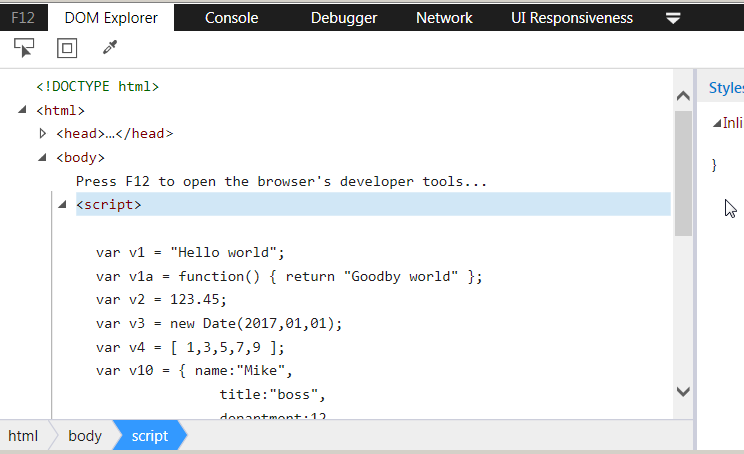 F12 DOM Explorer Console Debugger Network UI Responsiveness
<!DOCTYPE html>
<html>
<head>…</head>
<body>
Press F12 to open the browser's developer tools...
<script>
var v1 = "Hello world";
var v1a = function() { return "Goodby world" };
var v2 = 123.45;
var v3 = new Date(2017,01,01);
var v4 = [ 1,3,5,7,9 ];
var v10 = { name:"Mike",
title:"boss",
department:12
Styles
Inli
}
html body script